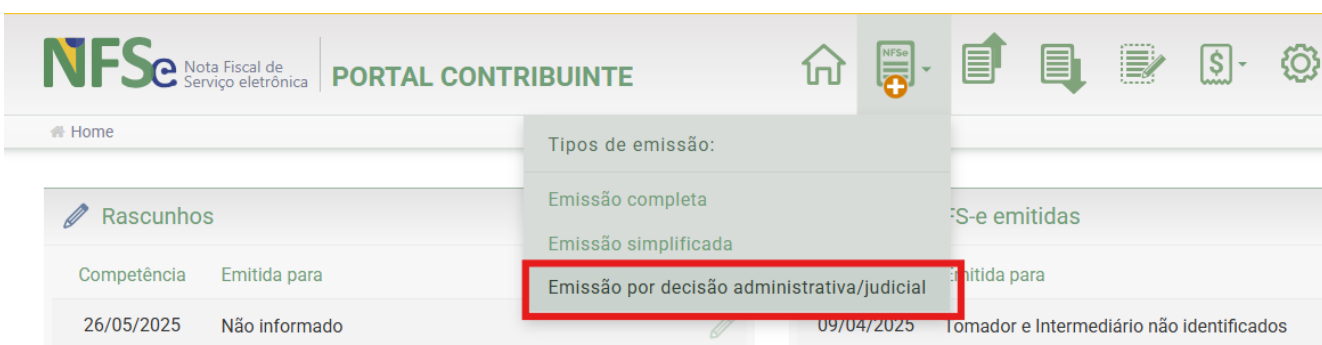 NFSe Nota Fiscal de
Serviço eletrônica
PORTAL CONTRIBUINTE
NFSe
$
Home
Tipos de emissão:
Emissão completa
Emissão simplificada
Emissão por decisão administrativa/judicial
Rascunhos
Competência Emitida para
26/05/2025 Não informado
FS-e emitidas
Emitida para
09/04/2025 Tomador e Intermediário não identificados